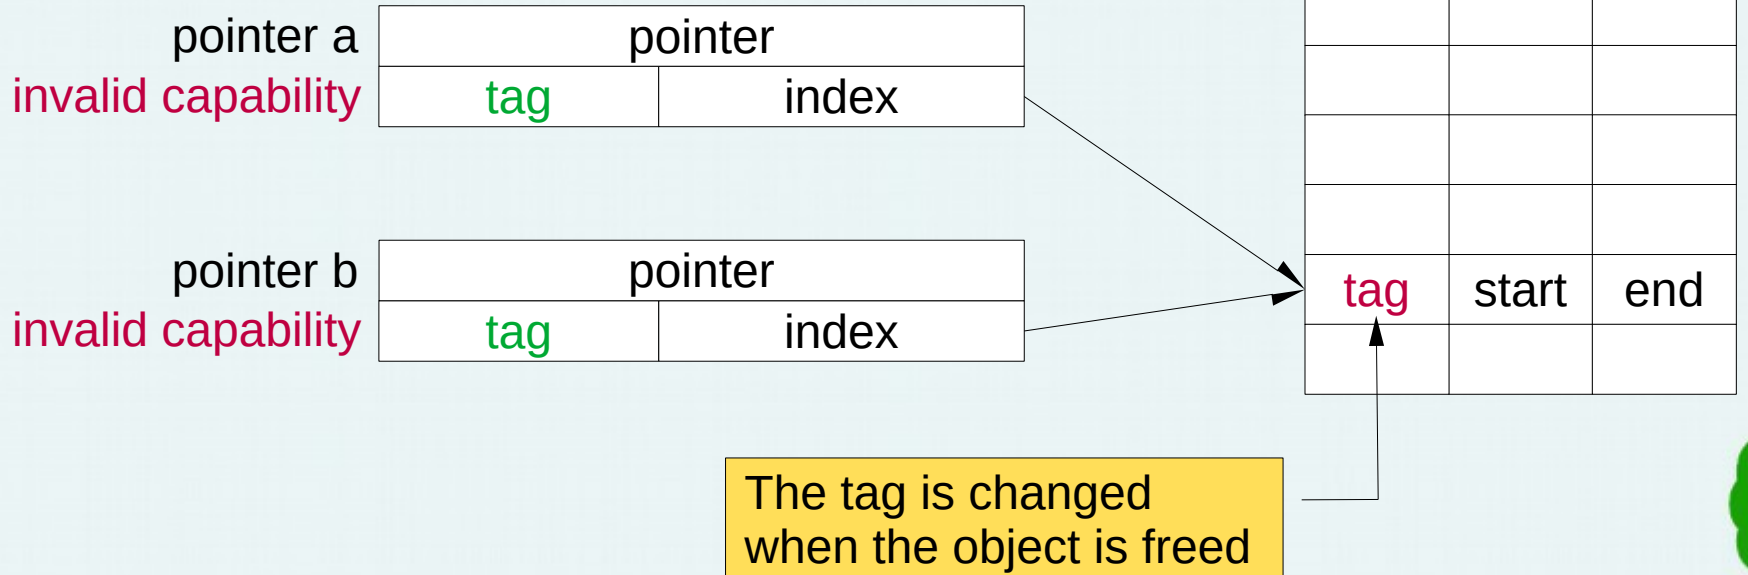 pointer a
pointer
invalid capability
tag
index
pointer b
pointer
invalid capability
tag
index
tag
start
end
The tag is changed
when the object is freed